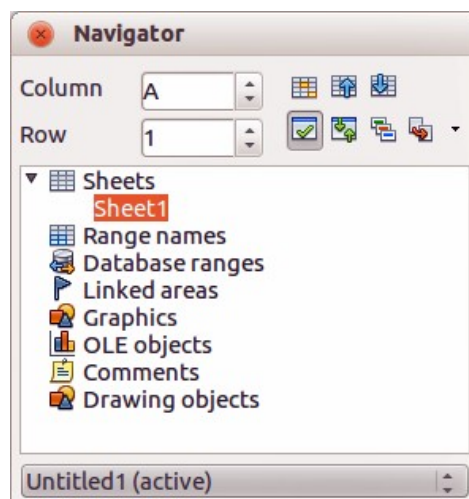 Navigator
Column A
Row 1
Sheets
Sheet1
Range names
Database ranges
Linked areas
Graphics
OLE objects
Comments
Drawing objects
Untitled1 (active)